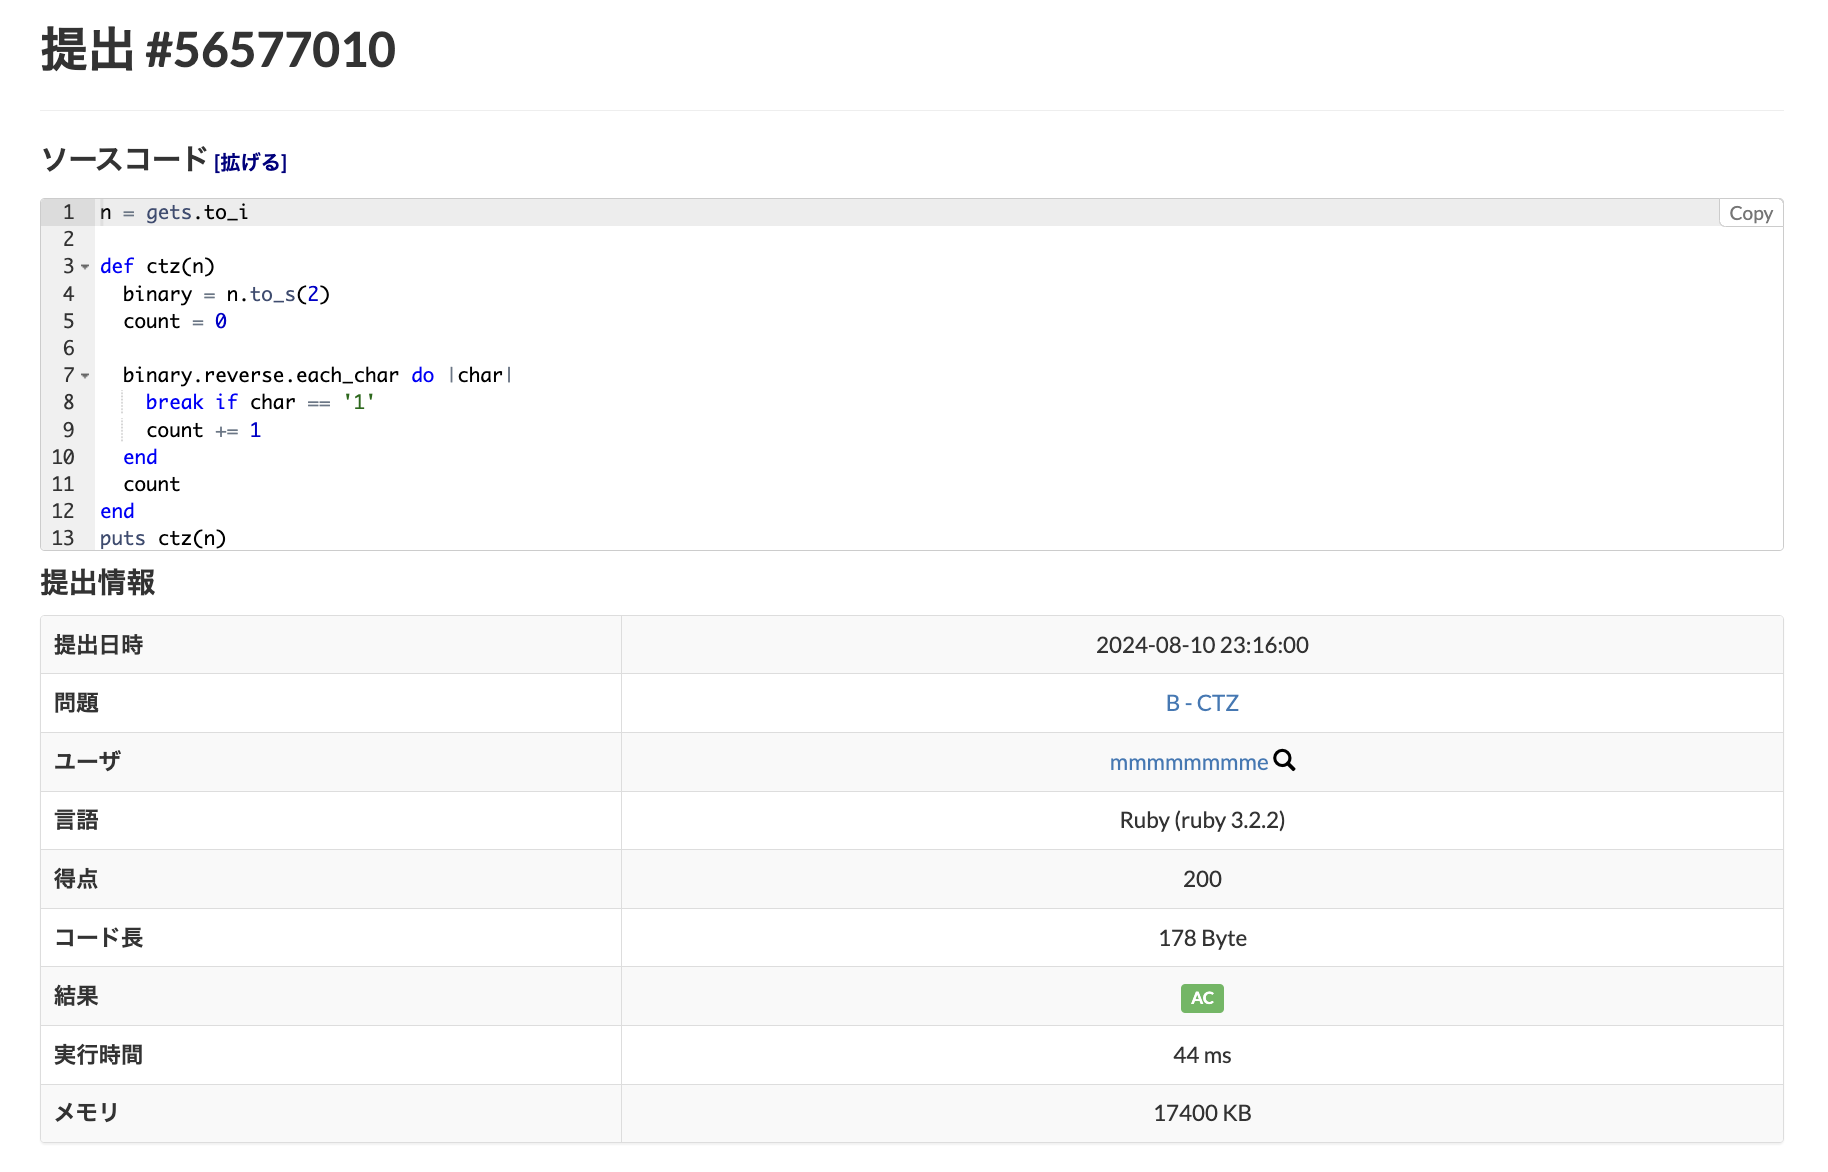 提出 #56577010
ソースコード [拡げる]
Copy
1 n = gets.to_i
2
3 def ctz(n)
4   binary = n.to_s(2)
5   count = 0
6
7   binary.reverse.each_char do |char|
8     break if char == '1'
9     count += 1
10   end
11   count
12 end
13 puts ctz(n)
提出情報
提出日時 2024-08-10 23:16:00
問題 B - CTZ
ユーザ mmmmmmmmme
言語 Ruby (ruby 3.2.2)
得点 200
コード長 178 Byte
結果 AC
実行時間 44 ms
メモリ 17400 KB